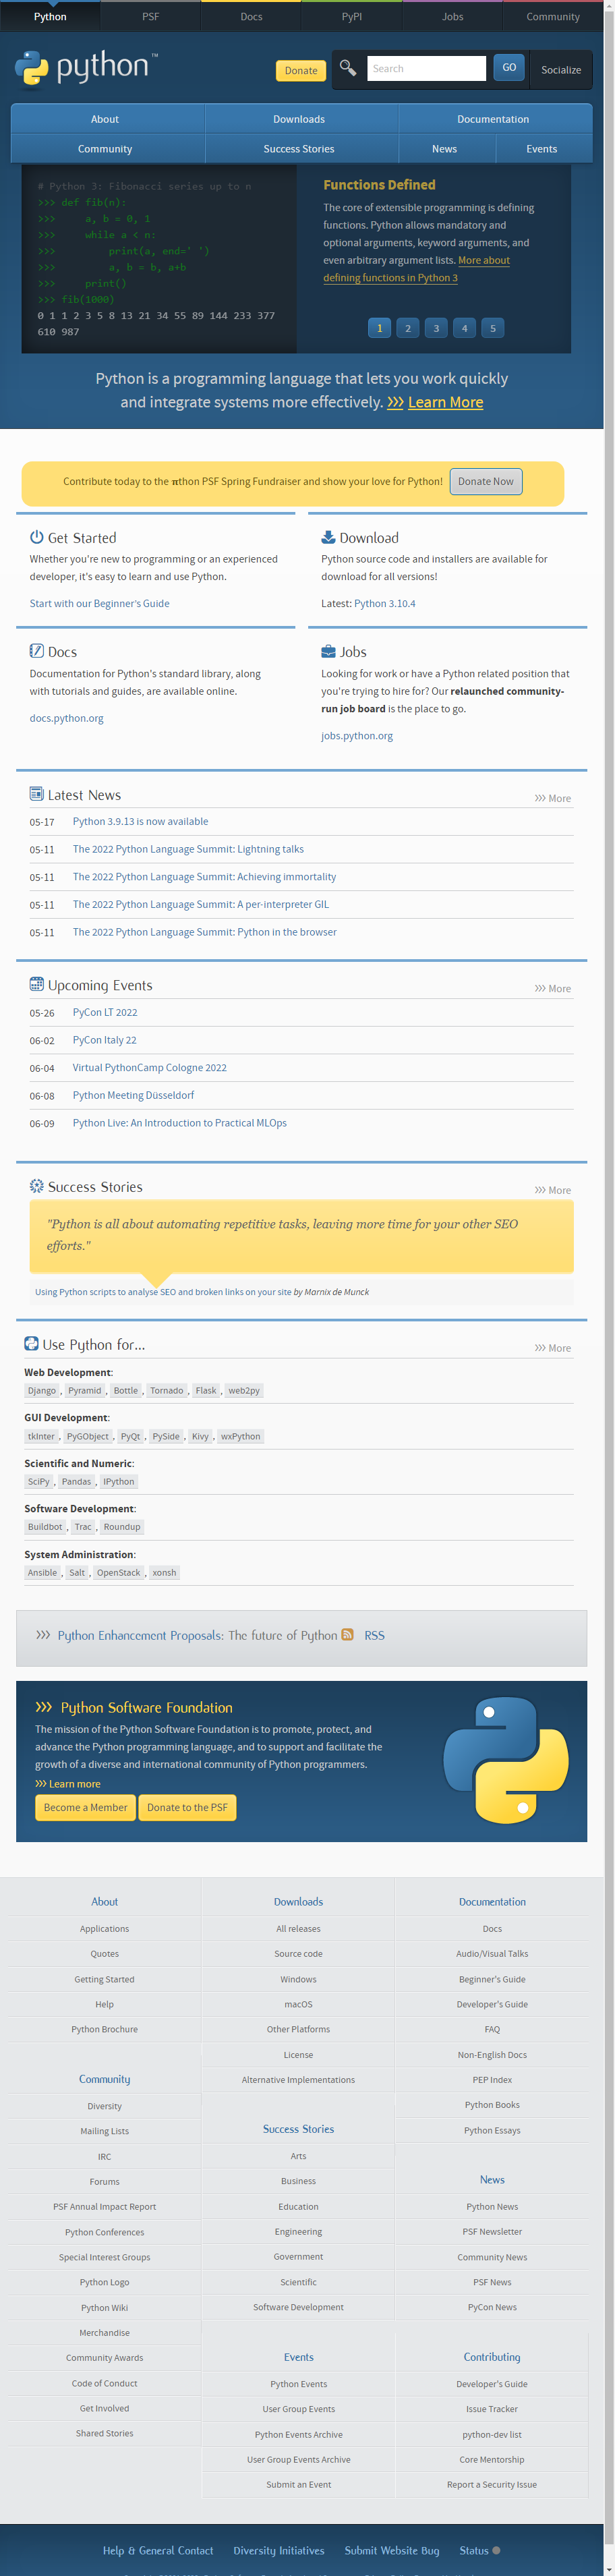 Python PSF Docs PyPI Jobs Community
python™
Donate Search GO Socialize
About Downloads Documentation
Community Success Stories News Events
# Python 3: Fibonacci series up to n
>>> def fib(n):
>>>     a, b = 0, 1
>>>     while a < n:
>>>         print(a, end=' ')
>>>         a, b = b, a+b
>>>     print()
>>> fib(1000)
0 1 1 2 3 5 8 13 21 34 55 89 144 233 377
610 987
Functions Defined
The core of extensible programming is defining
functions. Python allows mandatory and
optional arguments, keyword arguments, and
even arbitrary argument lists. More about
defining functions in Python 3
1 2 3 4 5
Python is a programming language that lets you work quickly
and integrate systems more effectively. >>> Learn More
Contribute today to the πthon PSF Spring Fundraiser and show your love for Python! Donate Now
Get Started
Whether you're new to programming or an experienced
developer, it's easy to learn and use Python.
Start with our Beginner's Guide
Download
Python source code and installers are available for
download for all versions!
Latest: Python 3.10.4
Docs
Documentation for Python's standard library, along
with tutorials and guides, are available online.
docs.python.org
Jobs
Looking for work or have a Python related position that
you're trying to hire for? Our relaunched community-
run job board is the place to go.
jobs.python.org
Latest News
>>> More
05-17 Python 3.9.13 is now available
05-11 The 2022 Python Language Summit: Lightning talks
05-11 The 2022 Python Language Summit: Achieving immortality
05-11 The 2022 Python Language Summit: A per-interpreter GIL
05-11 The 2022 Python Language Summit: Python in the browser
Upcoming Events
>>> More
05-26 PyCon LT 2022
06-02 PyCon Italy 22
06-04 Virtual PythonCamp Cologne 2022
06-08 Python Meeting Düsseldorf
06-09 Python Live: An Introduction to Practical MLOps
Success Stories
>>> More
"Python is all about automating repetitive tasks, leaving more time for your other SEO
efforts."
Using Python scripts to analyse SEO and broken links on your site by Marnix de Munck
Use Python for...
>>> More
Web Development:
Django, Pyramid, Bottle, Tornado, Flask, web2py
GUI Development:
tkInter, PyGObject, PyQt, PySide, Kivy, wxPython
Scientific and Numeric:
SciPy, Pandas, IPython
Software Development:
Buildbot, Trac, Roundup
System Administration:
Ansible, Salt, OpenStack, xonsh
>>> Python Enhancement Proposals: The future of Python RSS
>>> Python Software Foundation
The mission of the Python Software Foundation is to promote, protect, and
advance the Python programming language, and to support and facilitate the
growth of a diverse and international community of Python programmers.
>>> Learn more
Become a Member Donate to the PSF
About
Applications
Quotes
Getting Started
Help
Python Brochure
Community
Diversity
Mailing Lists
IRC
Forums
PSF Annual Impact Report
Python Conferences
Special Interest Groups
Python Logo
Python Wiki
Merchandise
Community Awards
Code of Conduct
Get Involved
Shared Stories
Downloads
All releases
Source code
Windows
macOS
Other Platforms
License
Alternative Implementations
Success Stories
Arts
Business
Education
Engineering
Government
Scientific
Software Development
Events
Python Events
User Group Events
Python Events Archive
User Group Events Archive
Submit an Event
Documentation
Docs
Audio/Visual Talks
Beginner's Guide
Developer's Guide
FAQ
Non-English Docs
PEP Index
Python Books
Python Essays
News
Python News
PSF Newsletter
Community News
PSF News
PyCon News
Contributing
Developer's Guide
Issue Tracker
python-dev list
Core Mentorship
Report a Security Issue
Help & General Contact Diversity Initiatives Submit Website Bug Status